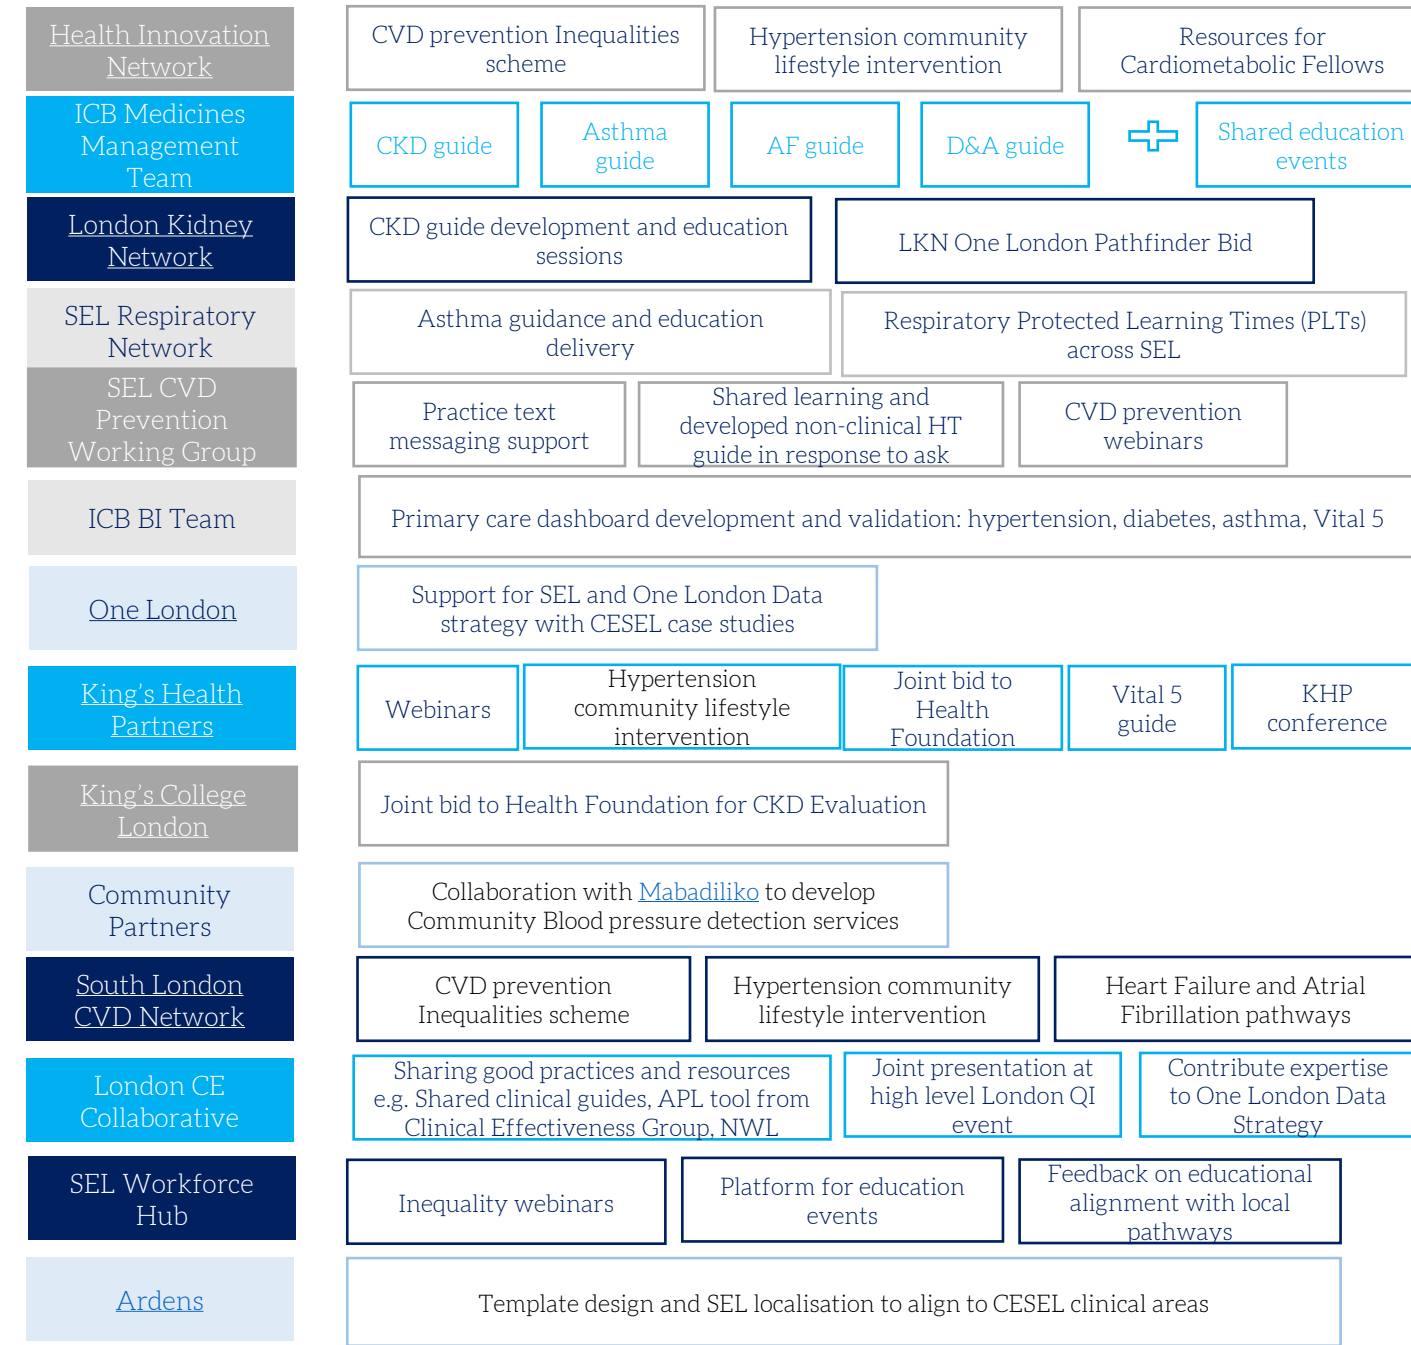 Health Innovation
Network
CVD prevention Inequalities
scheme
Hypertension community
lifestyle intervention
Resources for
Cardiometabolic Fellows
ICB Medicines
Management
Team
CKD guide
Asthma
guide
AF guide
D&A guide
Shared education
events
London Kidney
Network
CKD guide development and education
sessions
LKN One London Pathfinder Bid
SEL Respiratory
Network
Asthma guidance and education
delivery
Respiratory Protected Learning Times (PLTs)
across SEL
SEL CVD
Prevention
Working Group
Practice text
messaging support
Shared learning and
developed non-clinical HT
guide in response to ask
CVD prevention
webinars
ICB BI Team
Primary care dashboard development and validation: hypertension, diabetes, asthma, Vital 5
One London
Support for SEL and One London Data
strategy with CESEL case studies
King's Health
Partners
Webinars
Hypertension
community lifestyle
intervention
Joint bid to
Health
Foundation
Vital 5
guide
KHP
conference
King's College
London
Joint bid to Health Foundation for CKD Evaluation
Community
Partners
Collaboration with Mabadiliko to develop
Community Blood pressure detection services
South London
CVD Network
CVD prevention
Inequalities scheme
Hypertension community
lifestyle intervention
Heart Failure and Atrial
Fibrillation pathways
London CE
Collaborative
Sharing good practices and resources
e.g. Shared clinical guides, APL tool from
Clinical Effectiveness Group, NWL
Joint presentation at
high level London QI
event
Contribute expertise
to One London Data
Strategy
SEL Workforce
Hub
Inequality webinars
Platform for education
events
Feedback on educational
alignment with local
pathways
Ardens
Template design and SEL localisation to align to CESEL clinical areas